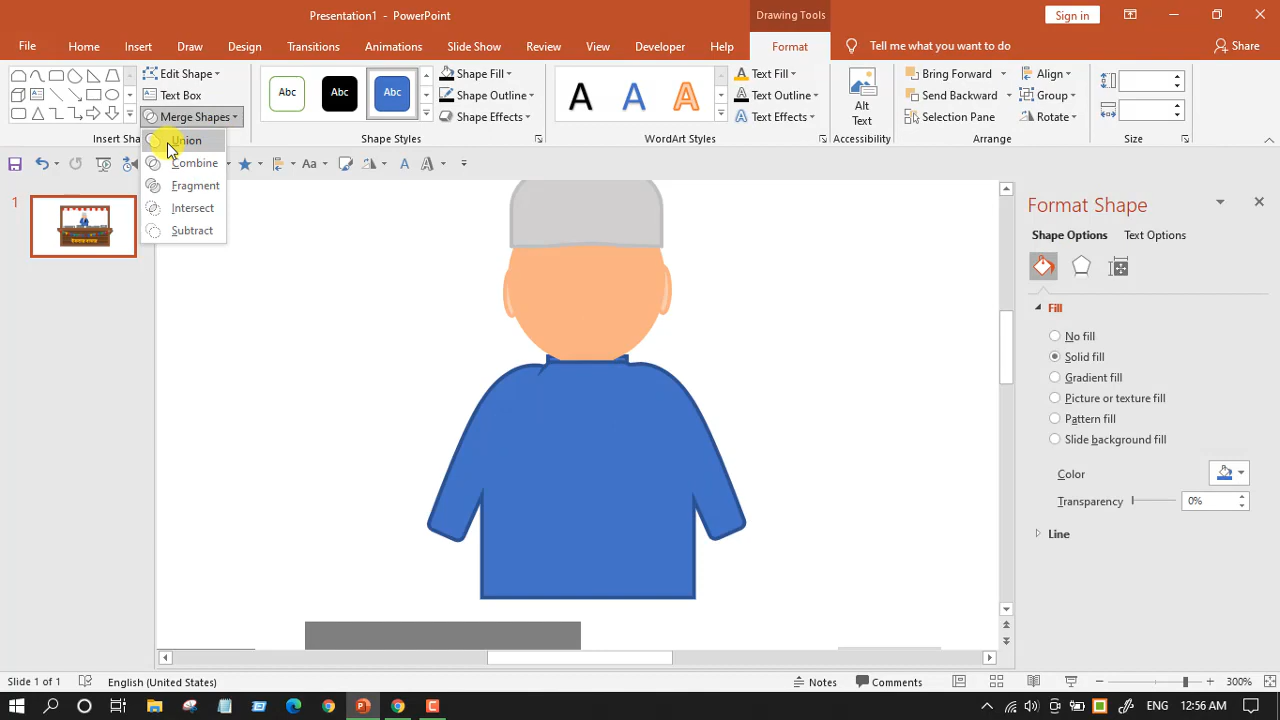 Presentation1 - PowerPoint
Drawing Tools
Sign in
File Home Insert Draw Design Transitions Animations Slide Show Review View Developer Help Format Tell me what you want to do Share
Edit Shape
Text Box
Merge Shapes
Abc Abc Abc
Shape Fill
Shape Outline
Shape Effects
A A A
Text Fill
Text Outline
Text Effects
Alt Text
Bring Forward
Send Backward
Selection Pane
Align
Group
Insert Sha
Shape Styles
WordArt Styles
Accessibility
Arrange
Size
Union
Combine
Fragment
Intersect
Subtract
Aa A A
1
Format Shape
Shape Options Text Options
Fill
No fill
Solid fill
Gradient fill
Picture or texture fill
Pattern fill
Slide background fill
Color
Transparency 0%
Line
Slide 1 of 1 English (United States) Notes Comments 300%
ENG 12:56 AM